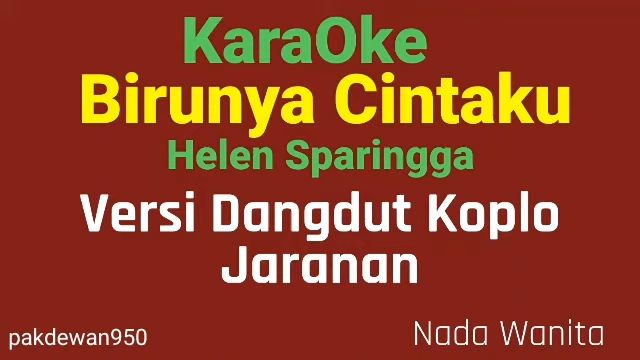 KaraOke
Birunya Cintaku
Helen Sparingga
Versi Dangdut Koplo
Jaranan
pakdewan950
Nada Wanita